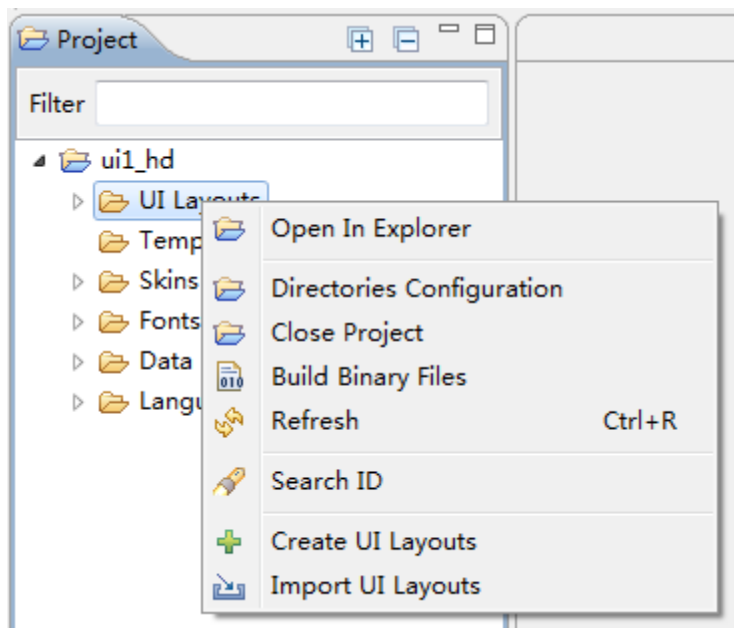 Project
Filter
ui1_hd
UI Layouts
Temp
Skins
Fonts
Data
Langu
Open In Explorer
Directories Configuration
Close Project
Build Binary Files
Refresh Ctrl+R
Search ID
Create UI Layouts
Import UI Layouts